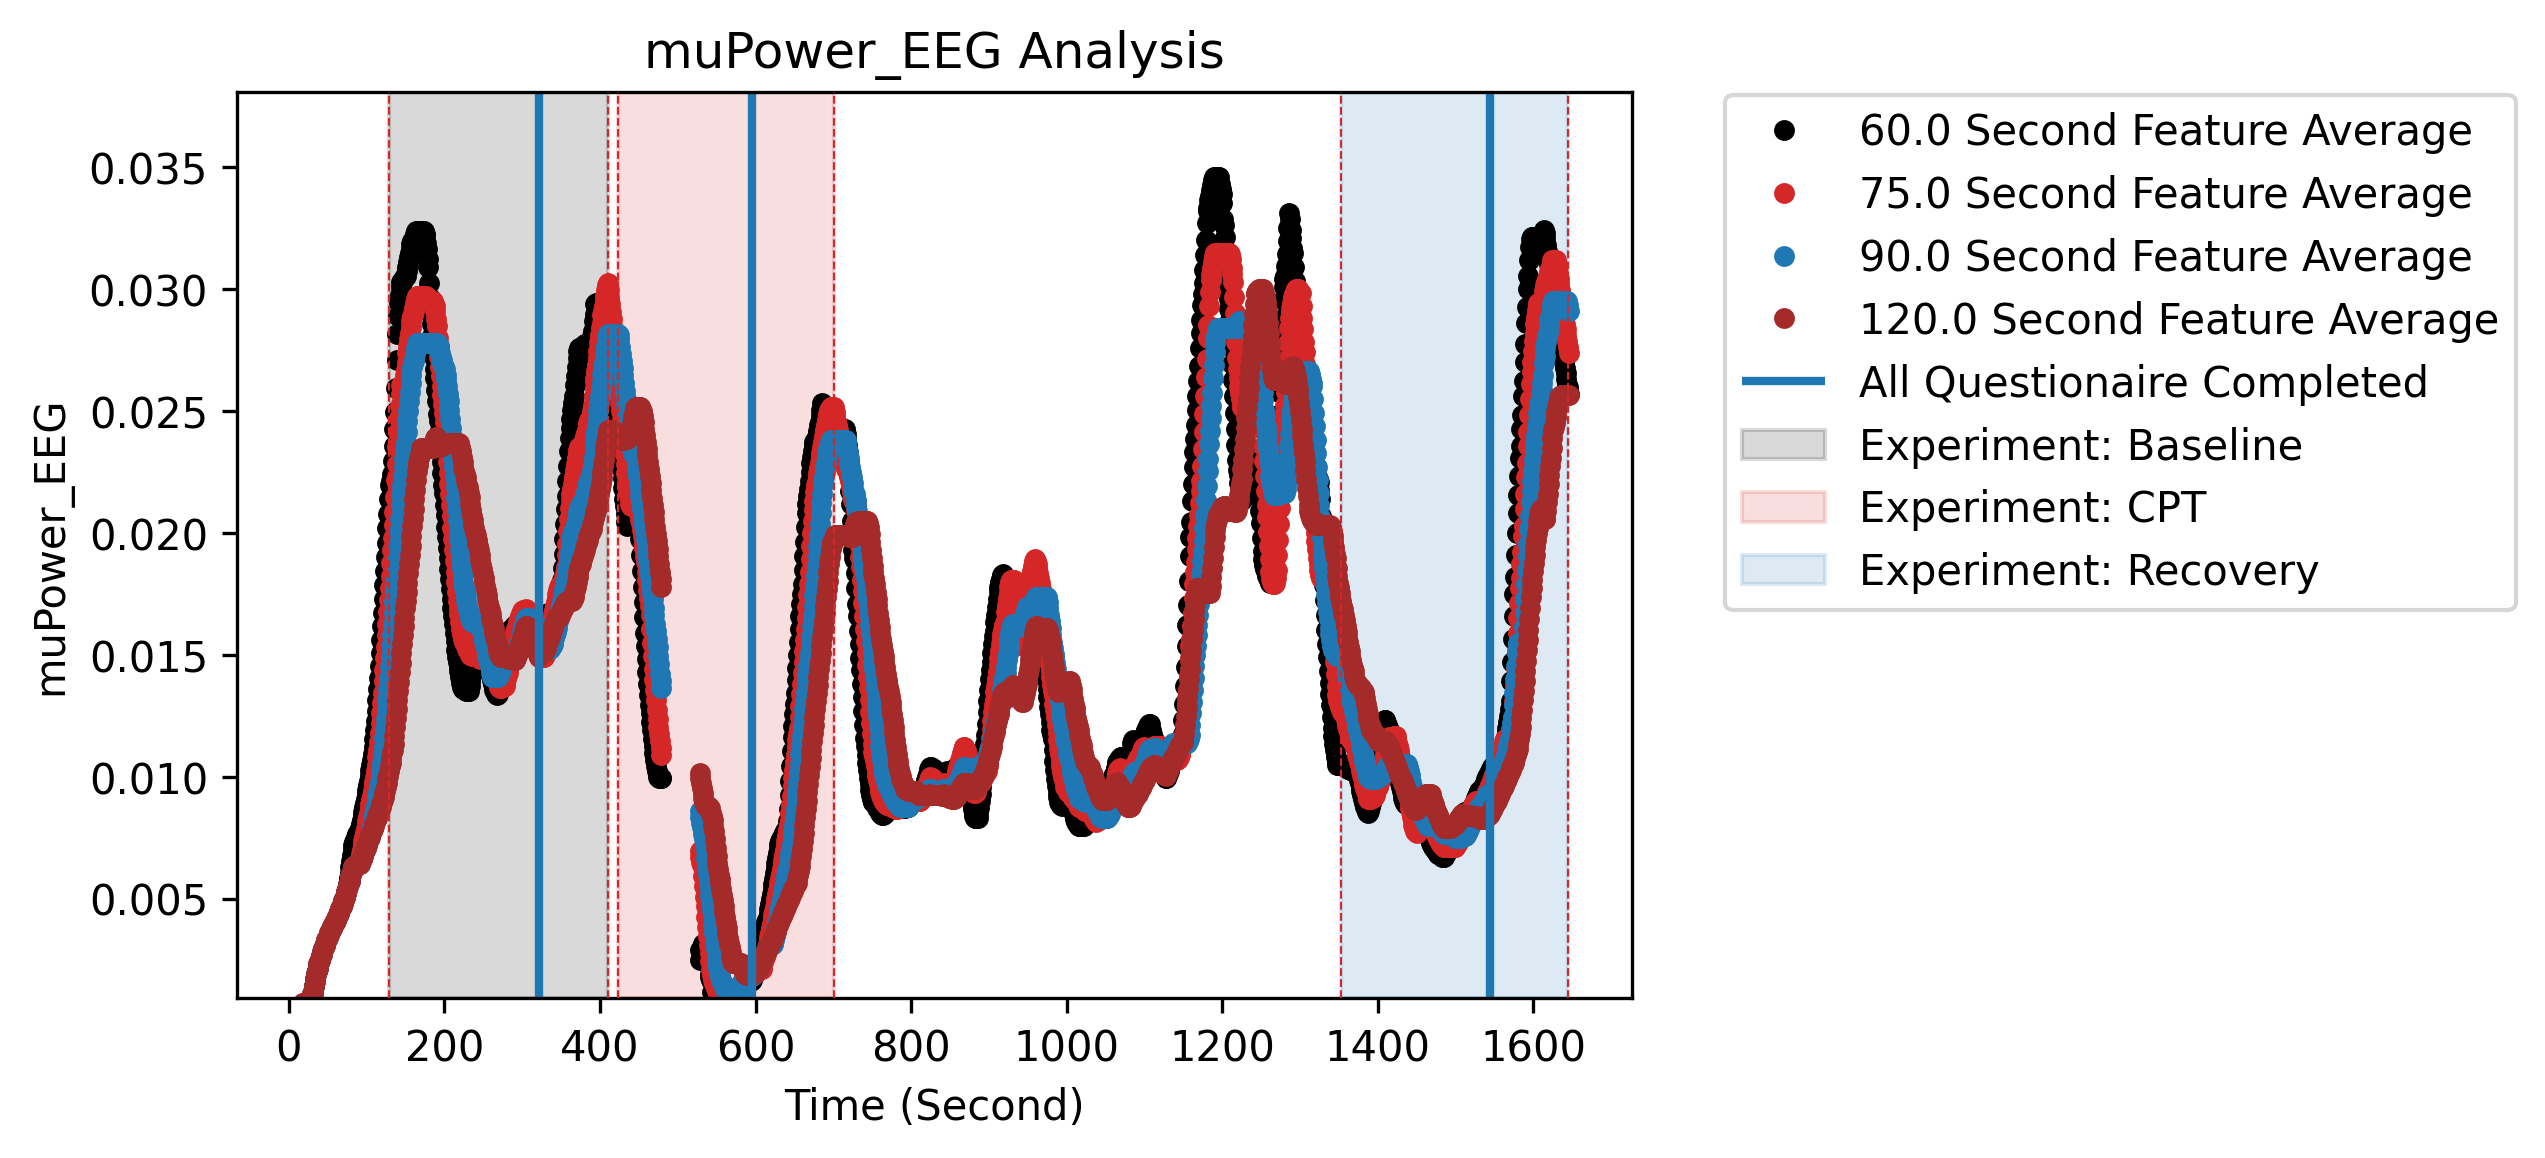 muPower_EEG Analysis
muPower_EEG
0.035
0.030
0.025
0.020
0.015
0.010
0.005
0 200 400 600 800 1000 1200 1400 1600
Time (Second)
60.0 Second Feature Average
75.0 Second Feature Average
90.0 Second Feature Average
120.0 Second Feature Average
All Questionaire Completed
Experiment: Baseline
Experiment: CPT
Experiment: Recovery